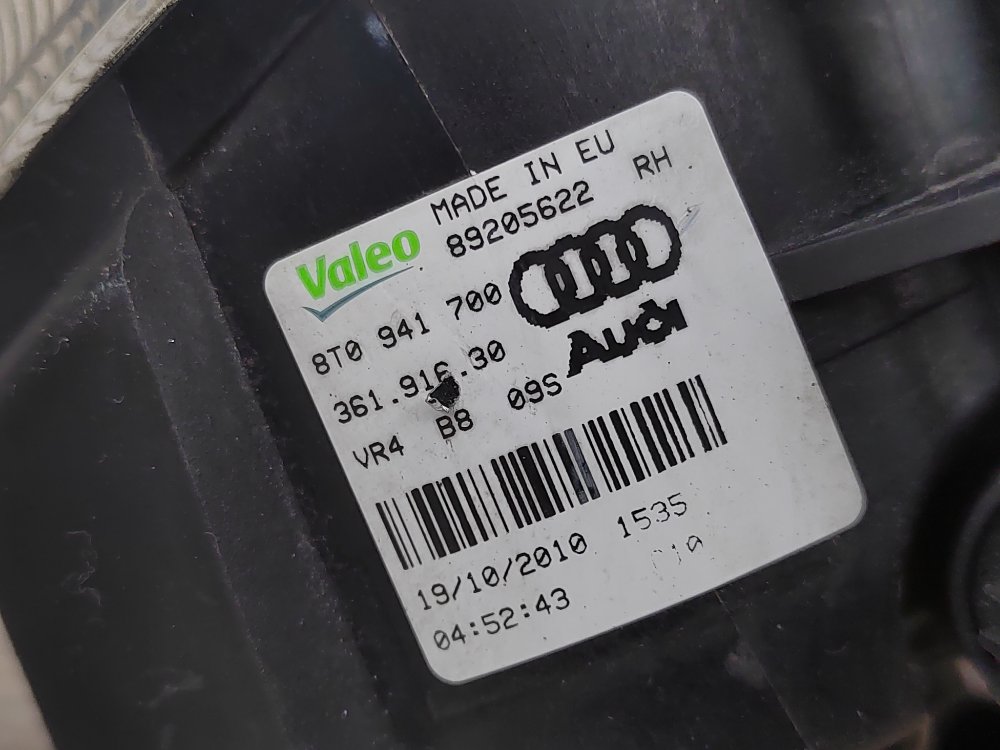 MADE IN EU
Valeo 89205622 RH
8T0 941 700
Audi
361.916.30
VR4 B8 09S
19/10/2010 1535
04:52:43